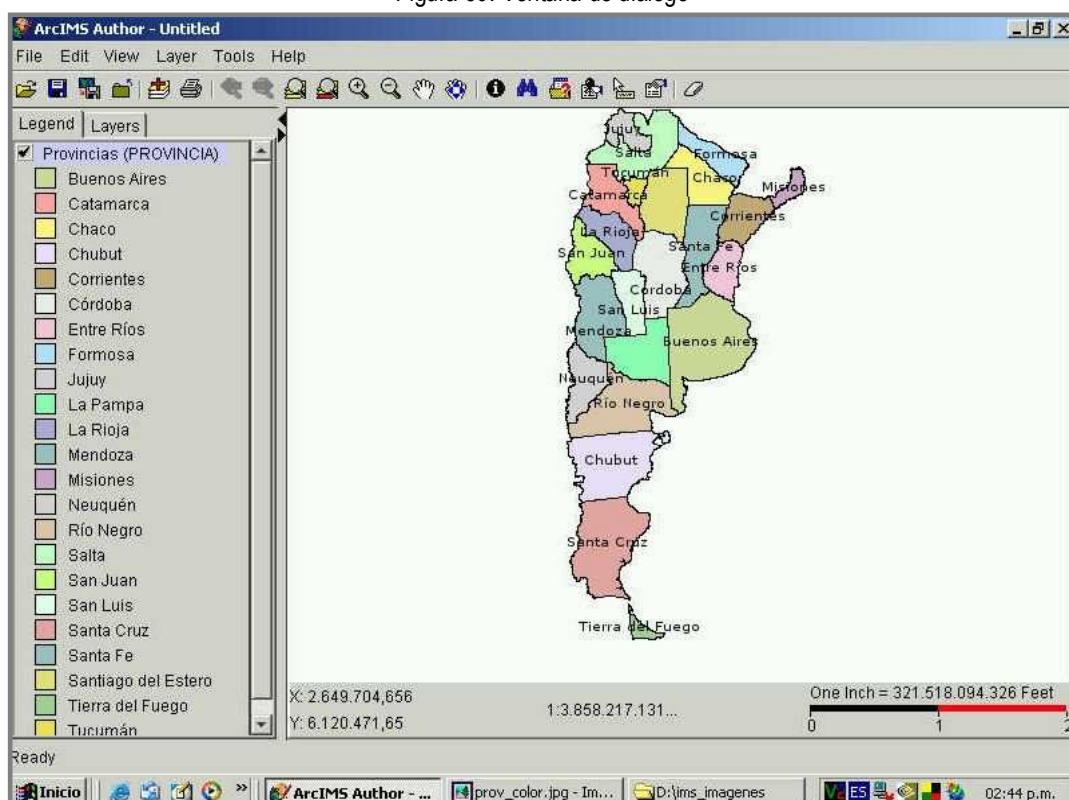 ArcIMS Author - Untitled
File Edit View Layer Tools Help
Legend Layers
Provincias (PROVINCIA)
Buenos Aires
Catamarca
Chaco
Chubut
Corrientes
Córdoba
Entre Ríos
Formosa
Jujuy
La Pampa
La Rioja
Mendoza
Misiones
Neuquén
Río Negro
Salta
San Juan
San Luis
Santa Cruz
Santa Fe
Santiago del Estero
Tierra del Fuego
Tucumán
Jujuy
Salta
Formosa
Tucumán
Chaco
Misiones
Catamarca
Corrientes
La Rioja
Santa Fe
San Juan
Entre Ríos
Córdoba
San Luis
Mendoza
Buenos Aires
Neuquén
Río Negro
Chubut
Santa Cruz
Tierra del Fuego
X: 2.649.704,656
Y: 6.120.471,65
1:3.858.217.131...
One Inch = 321.518.094.326 Feet
0 1 2
Ready
Inicio » ArcIMS Author - ... prov_color.jpg - Im... D:\ims_imagenes ES 02:44 p.m.